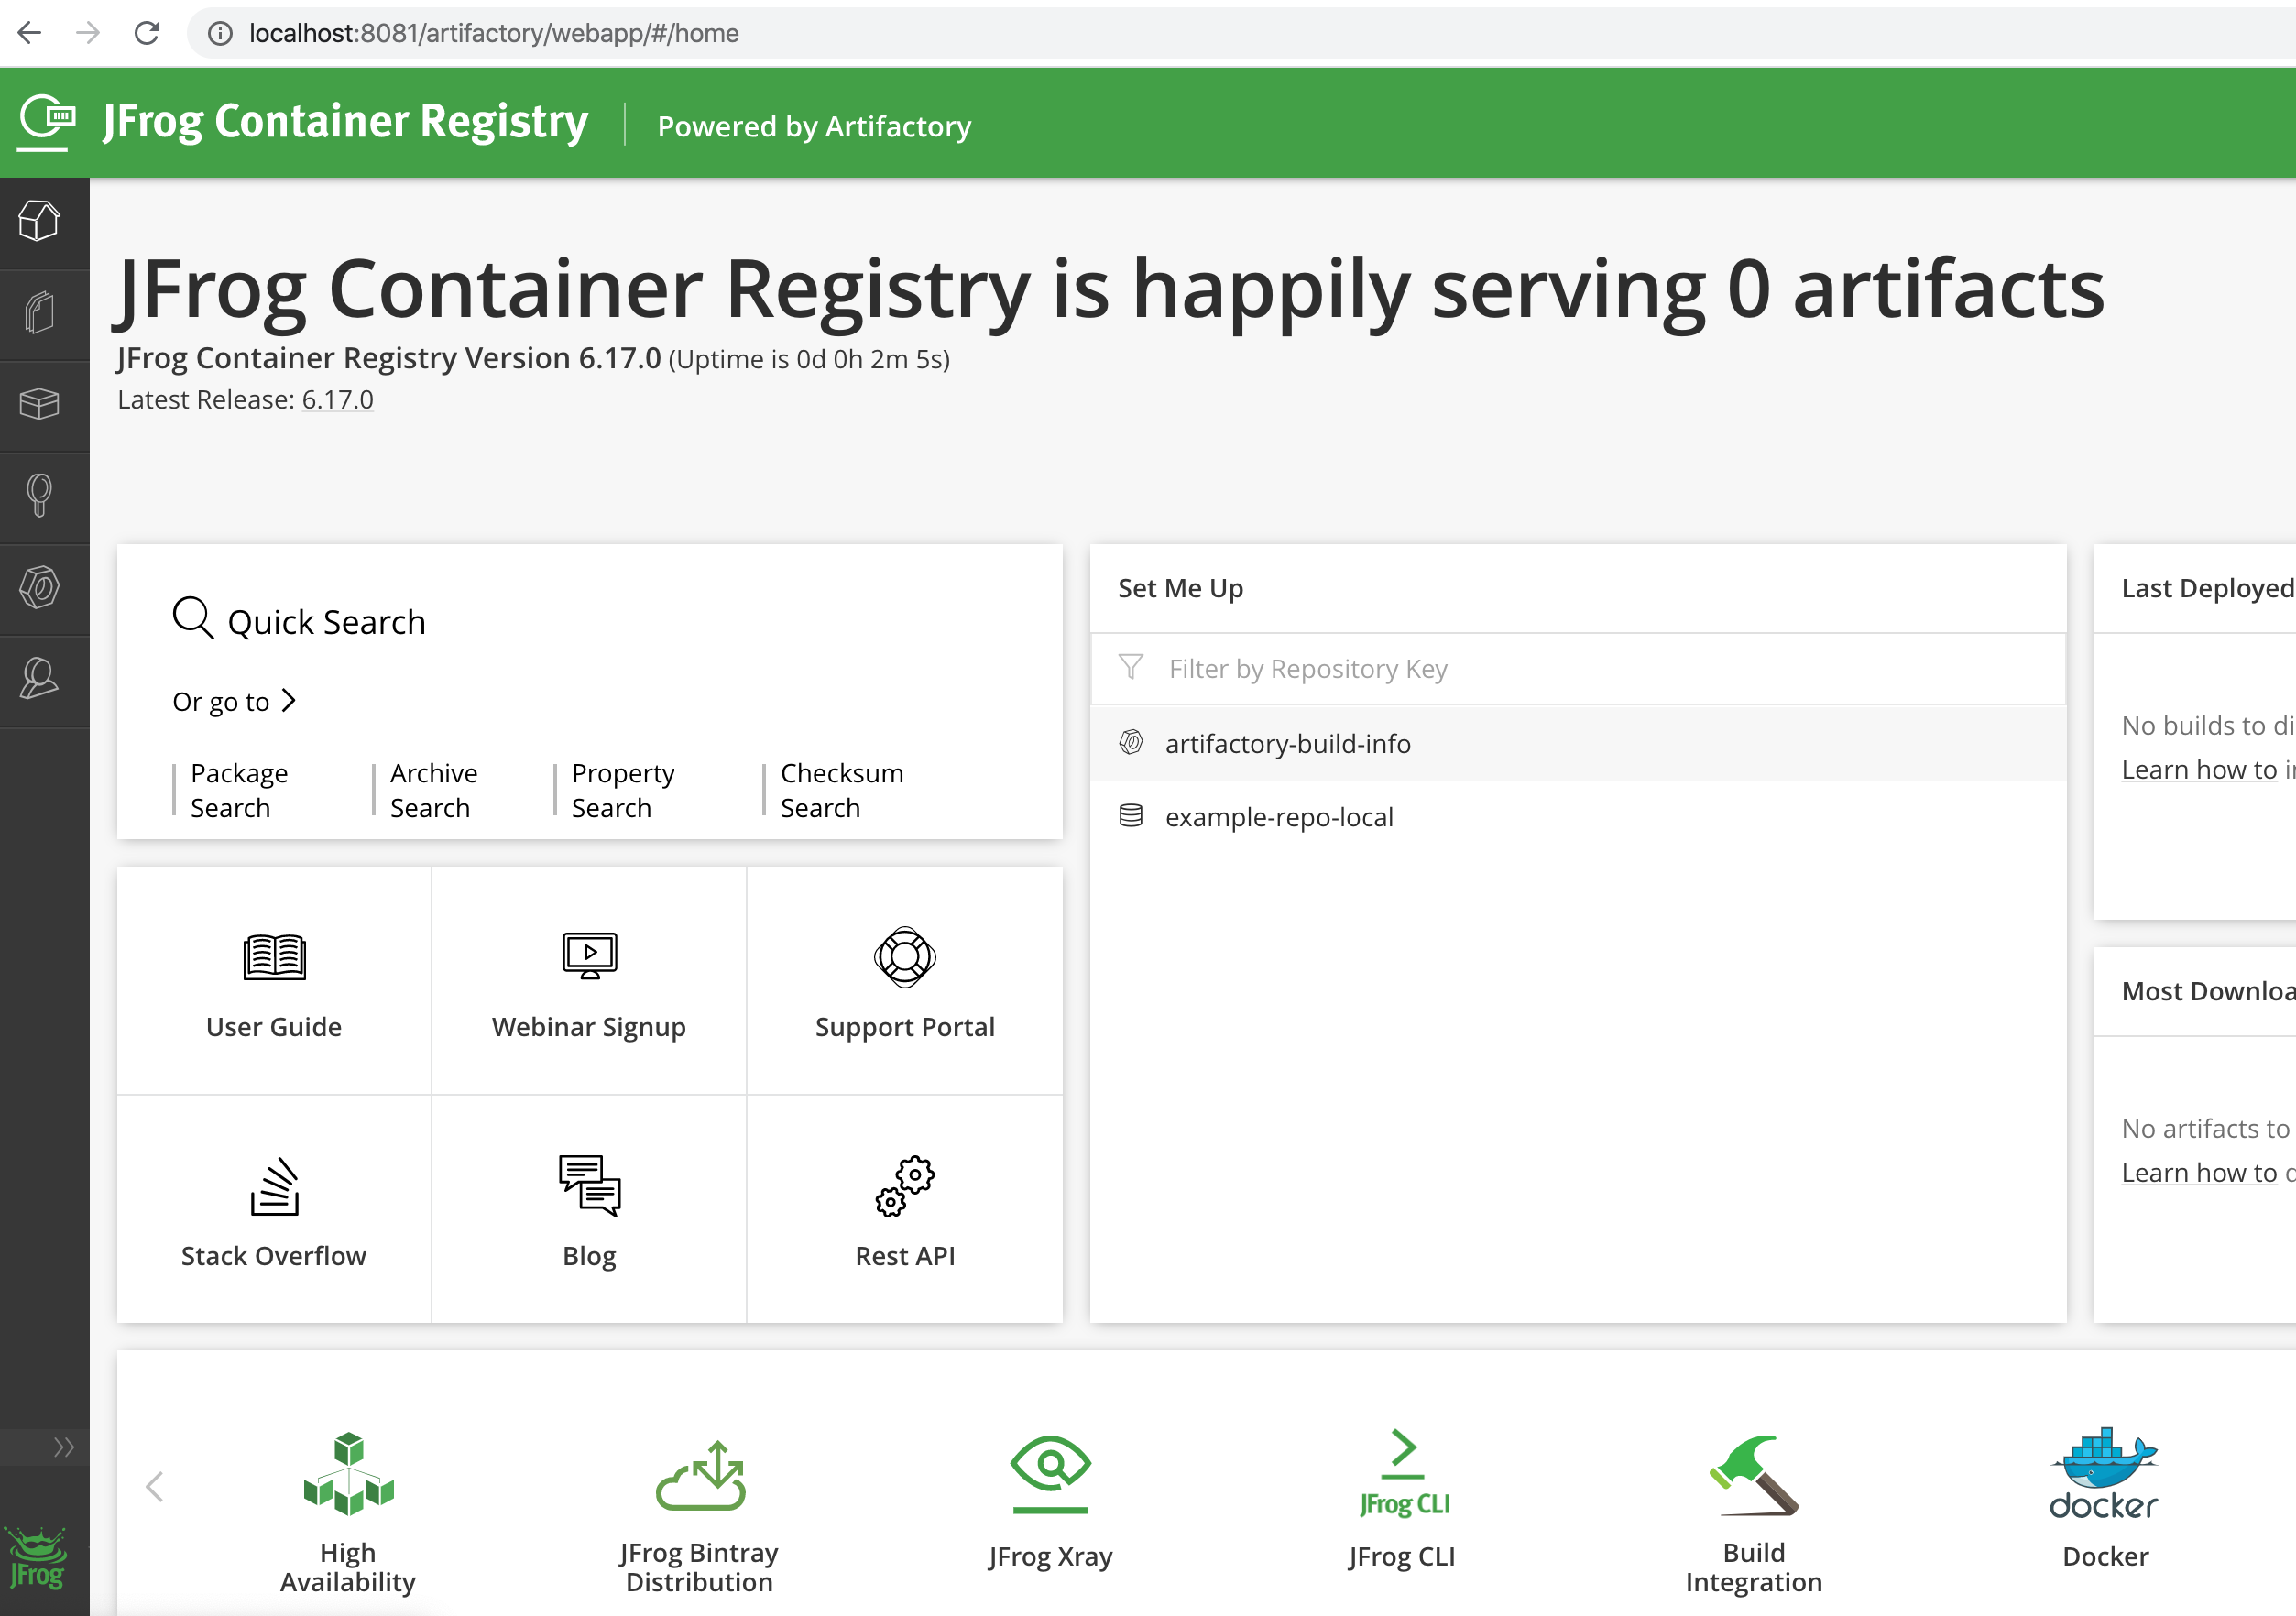 localhost:8081/artifactory/webapp/#/home
JFrog Container Registry
Powered by Artifactory
JFrog Container Registry is happily serving 0 artifacts
JFrog Container Registry Version 6.17.0 (Uptime is 0d 0h 2m 5s)
Latest Release: 6.17.0
Quick Search
Or go to
Package
Search
Archive
Search
Property
Search
Checksum
Search
User Guide
Webinar Signup
Support Portal
Stack Overflow
Blog
Rest API
Set Me Up
Filter by Repository Key
artifactory-build-info
example-repo-local
Last Deployed
No builds to di
Learn how to i
Most Downloa
No artifacts to
Learn how to
JFrog CLI
docker
High
Availability
JFrog Bintray
Distribution
JFrog Xray
JFrog CLI
Build
Integration
Docker
JFrog